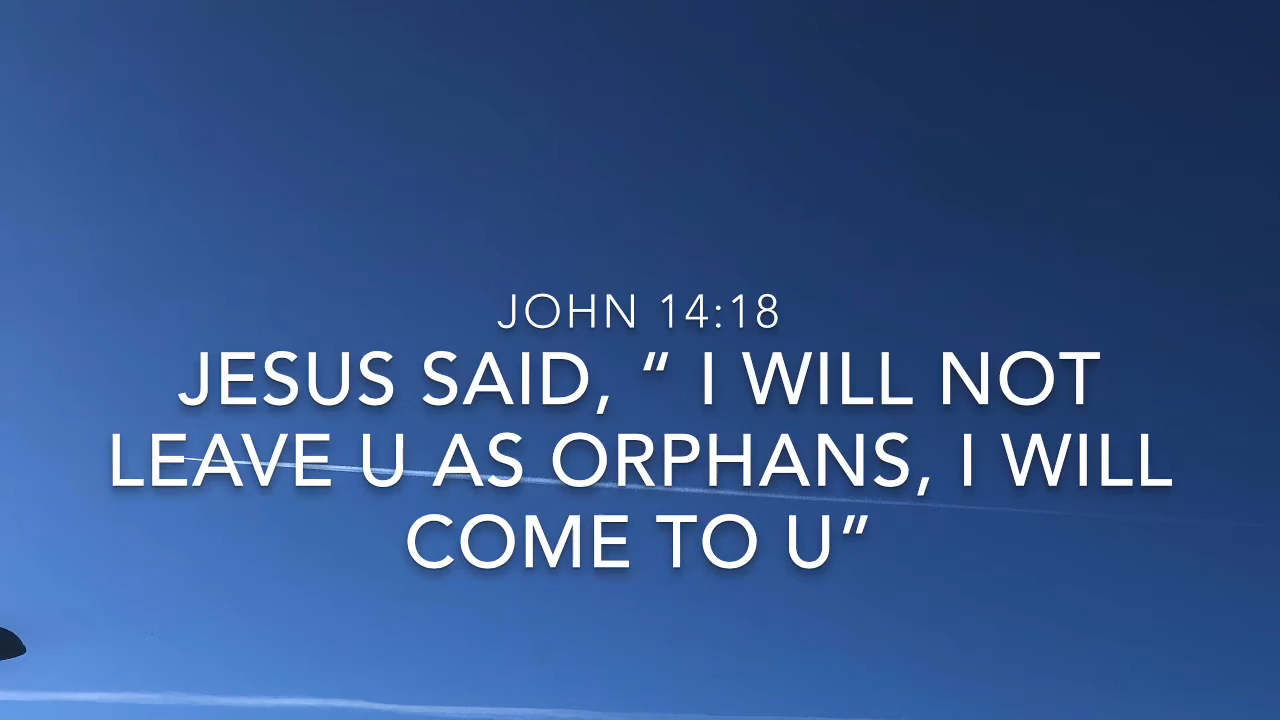 JOHN 14:18
JESUS SAID, “ I WILL NOT
LEAVE U AS ORPHANS, I WILL
COME TO U”